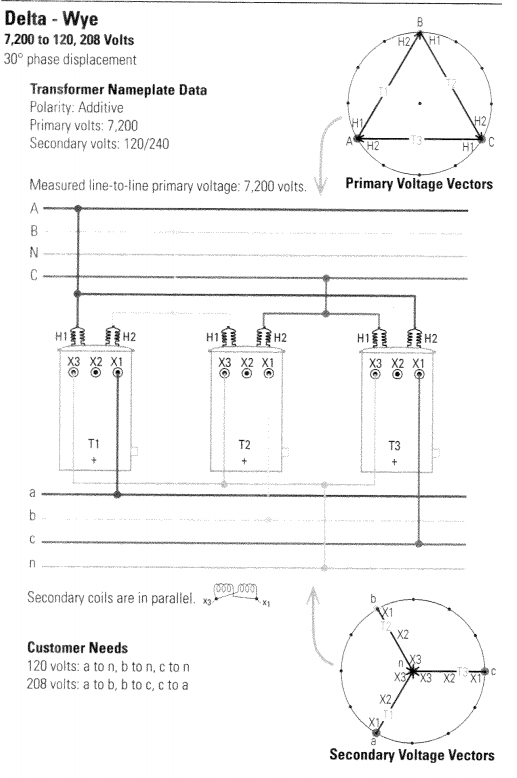 Delta - Wye
7,200 to 120, 208 Volts
30° phase displacement
Transformer Nameplate Data
Polarity: Additive
Primary volts: 7,200
Secondary volts: 120/240
B
H2 H1
T1 T2
H1 H2
A T3 C
H2 H1
Primary Voltage Vectors
Measured line-to-line primary voltage: 7,200 volts.
A
B
N
C
H1 H2 H1 H2 H1 H2
X3 X2 X1 X3 X2 X1 X3 X2 X1
T1 T2 T3
+ + +
a
b
c
n
Secondary coils are in parallel. X3 X1
Customer Needs
120 volts: a to n, b to n, c to n
208 volts: a to b, b to c, c to a
b
X1
T2
X2
n X3
X3 X3 X2 T3 X1 c
X2
T1
X1
a
Secondary Voltage Vectors